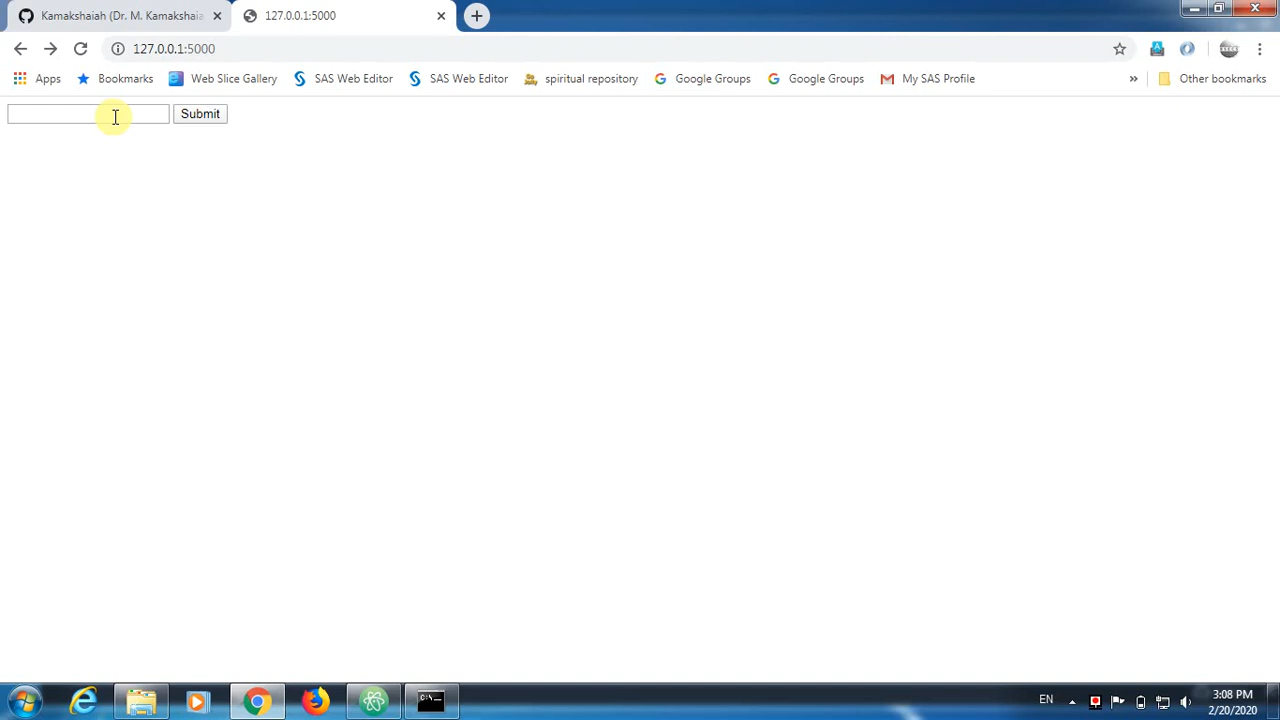 Kamakshaiah (Dr. M. Kamakshaia
127.0.0.1:5000
127.0.0.1:5000
Apps Bookmarks Web Slice Gallery SAS Web Editor SAS Web Editor spiritual repository Google Groups Google Groups My SAS Profile » Other bookmarks
Submit
EN 3:08 PM
2/20/2020